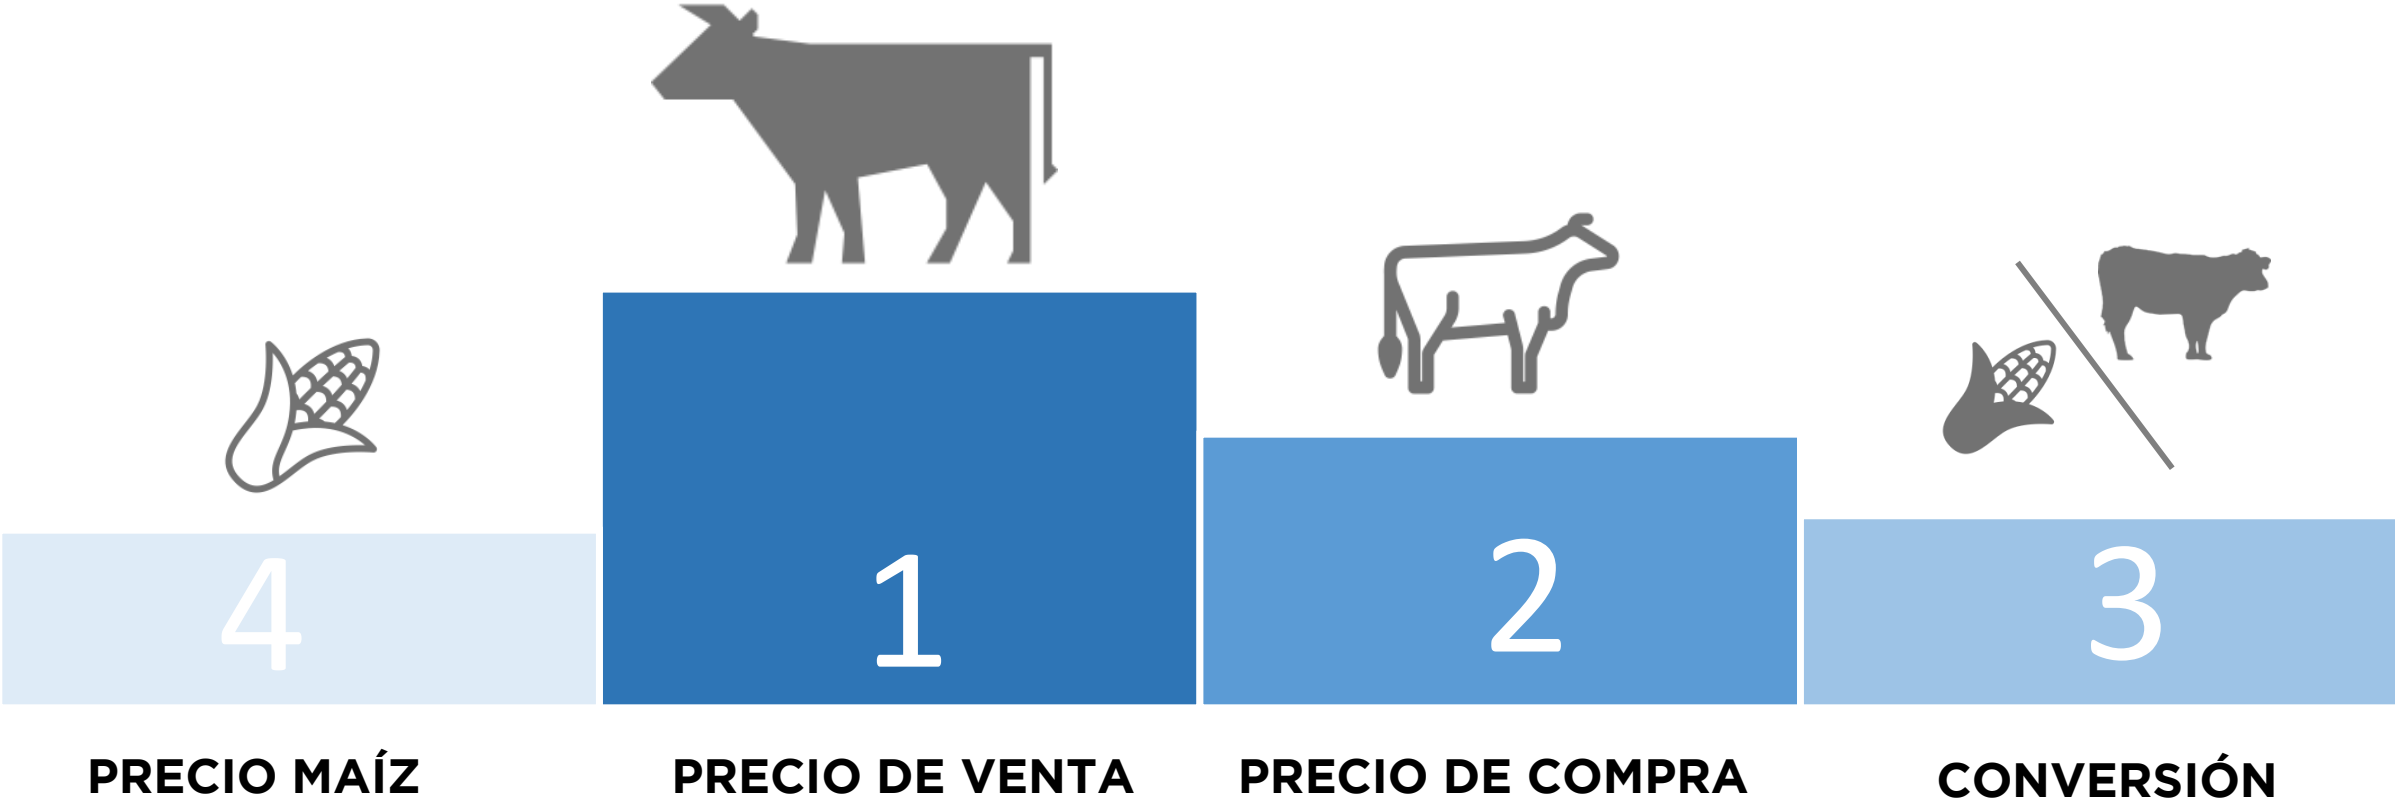 4
1
2
3
PRECIO MAÍZ
PRECIO DE VENTA
PRECIO DE COMPRA
CONVERSIÓN